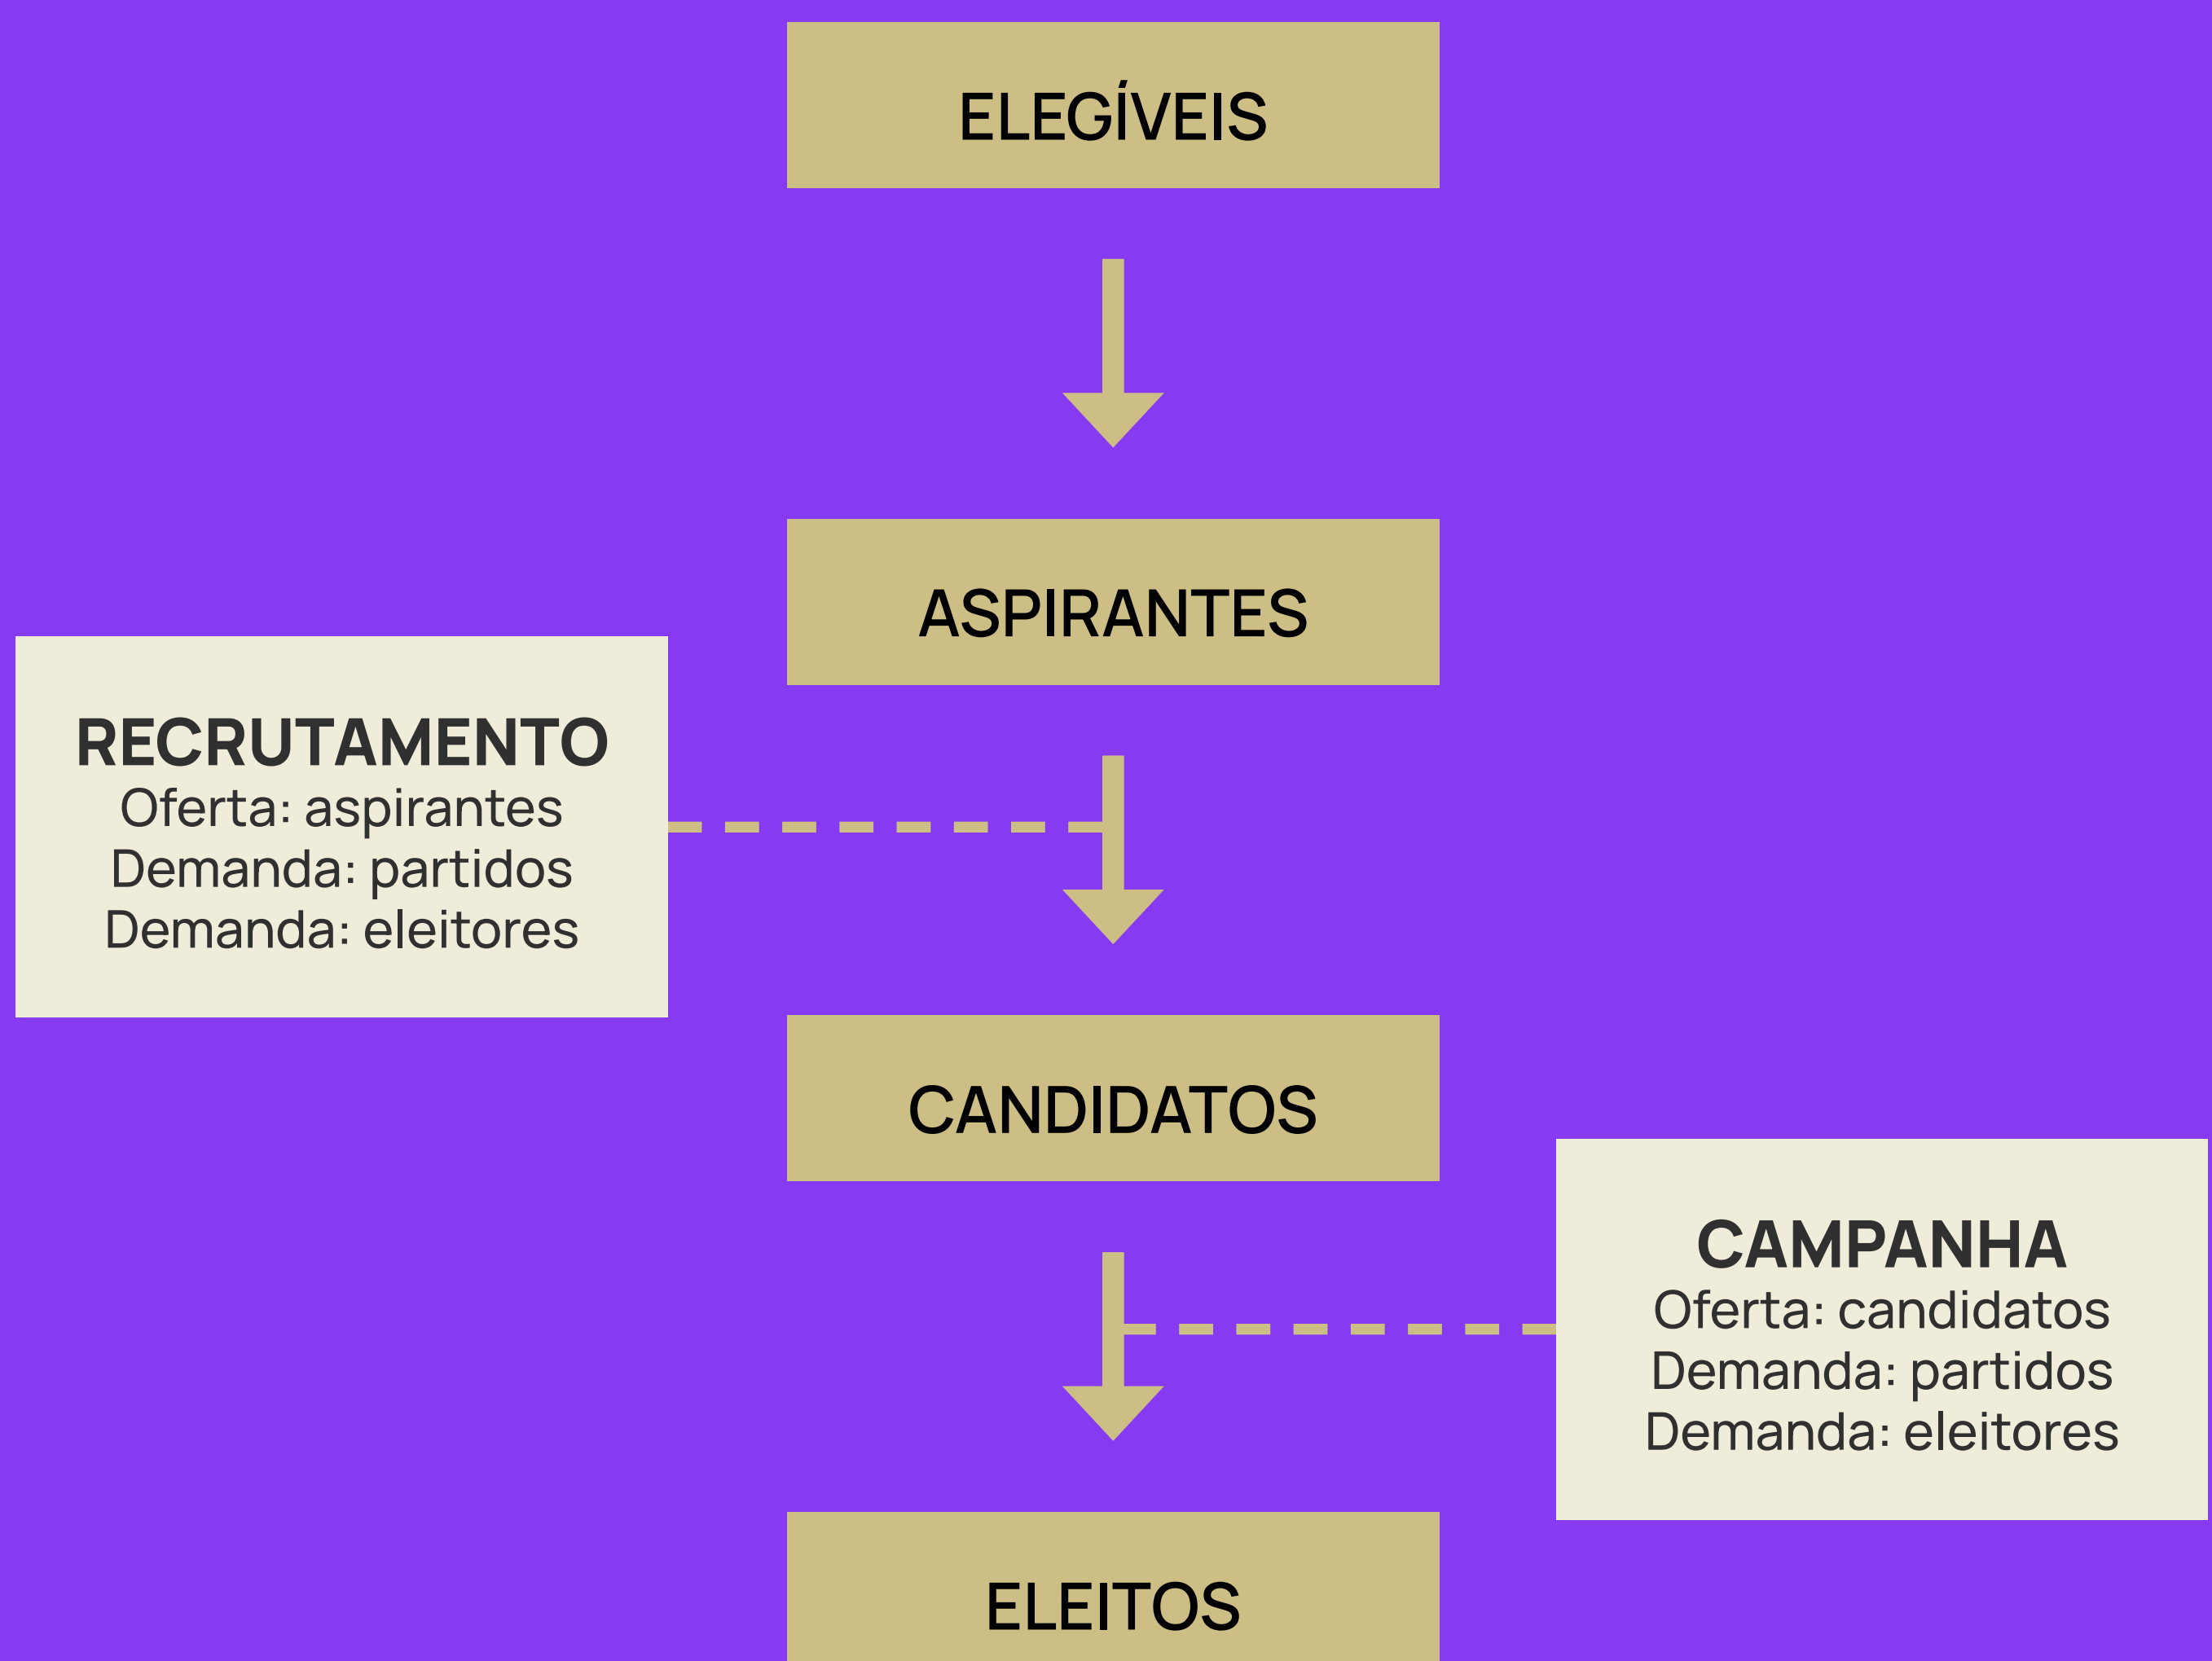 ELEGÍVEIS
ASPIRANTES
RECRUTAMENTO
Oferta: aspirantes
Demanda: partidos
Demanda: eleitores
CANDIDATOS
CAMPANHA
Oferta: candidatos
Demanda: partidos
Demanda: eleitores
ELEITOS